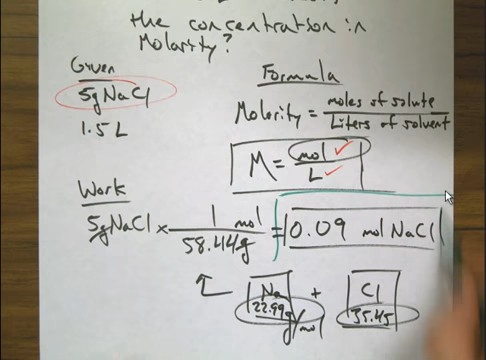 the concentration in
Molarity?
Given
5g NaCl
1.5 L
Formula
Molarity = moles of solute / Liters of solvent
M = mol / L
Work
5g NaCl × 1 mol / 58.44g = 0.09 mol NaCl
Na + Cl
22.99g/mol 35.45